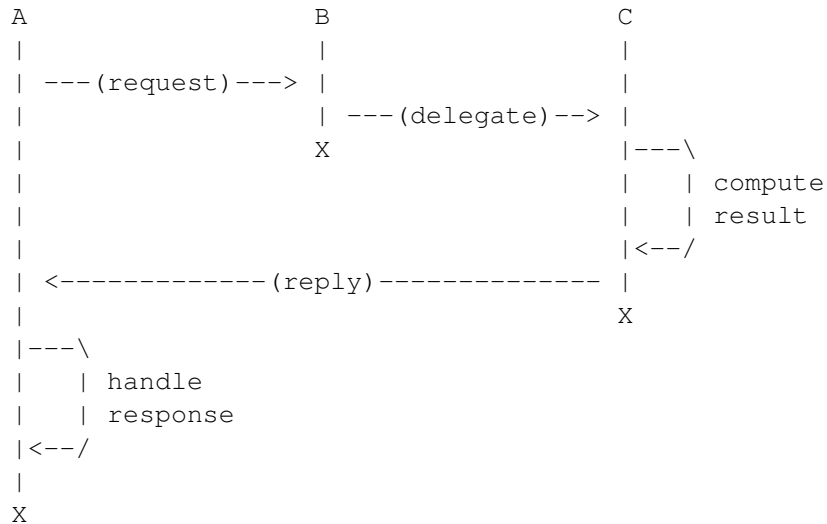 A                 B                 C
|                 |                 |
| ---(request)---> |                 |
|                 | ---(delegate)--> |
|                 X                 |---\
|                                   |   | compute
|                                   |   | result
|                                   |<--/
| <-------------(reply)-------------- |
|                                   X
|---\
|   | handle
|   | response
|<--/
|
X